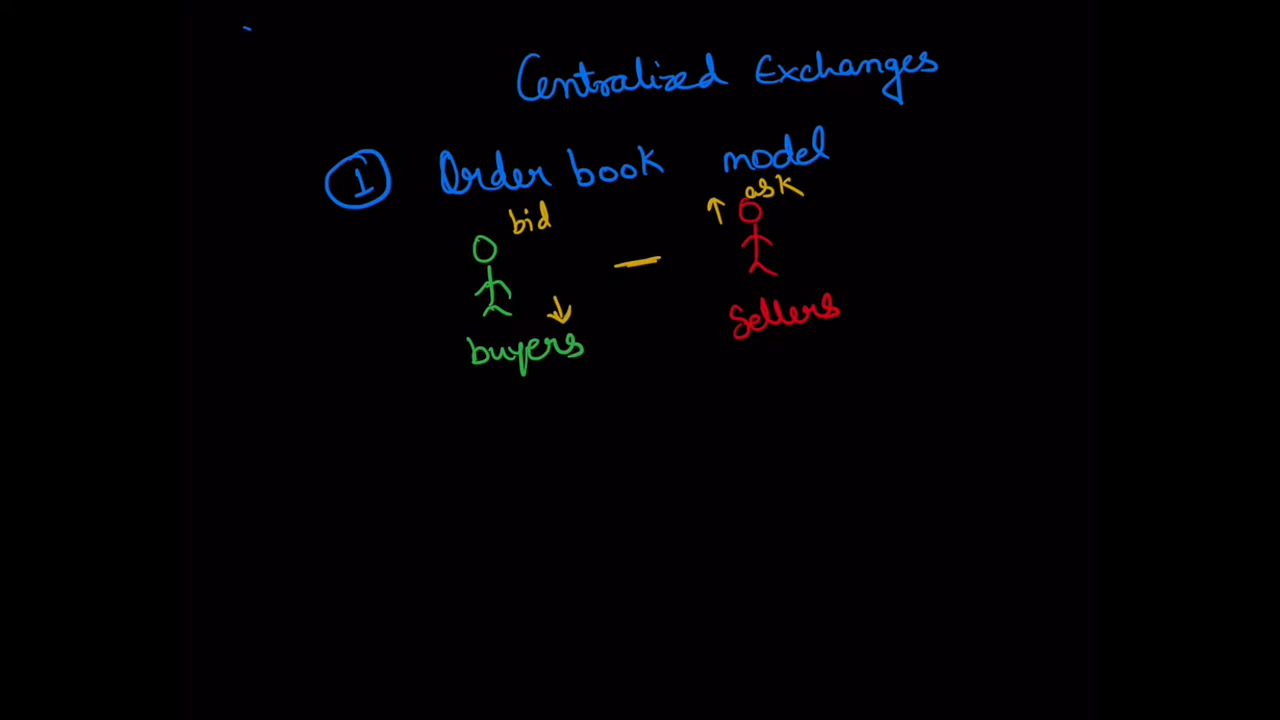 Centralized Exchanges
1 Order book model
bid ask
buyers sellers